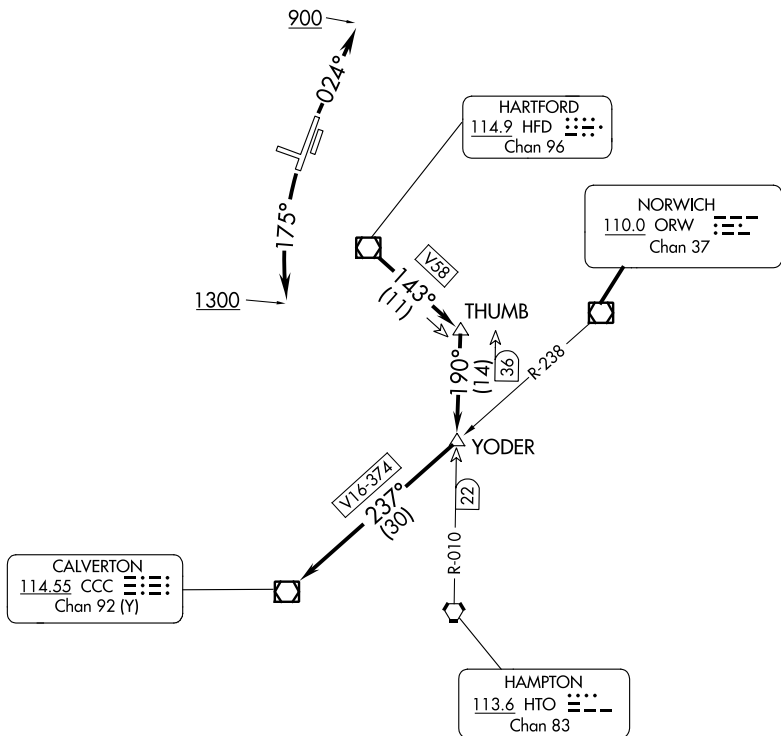 900
024°
175°
1300
HARTFORD
114.9 HFD
Chan 96
NORWICH
110.0 ORW
Chan 37
V58
143°
(11)
THUMB
190°
(14)
36
R-238
YODER
V16-374
237°
(30)
22
R-010
CALVERTON
114.55 CCC
Chan 92 (Y)
HAMPTON
113.6 HTO
Chan 83